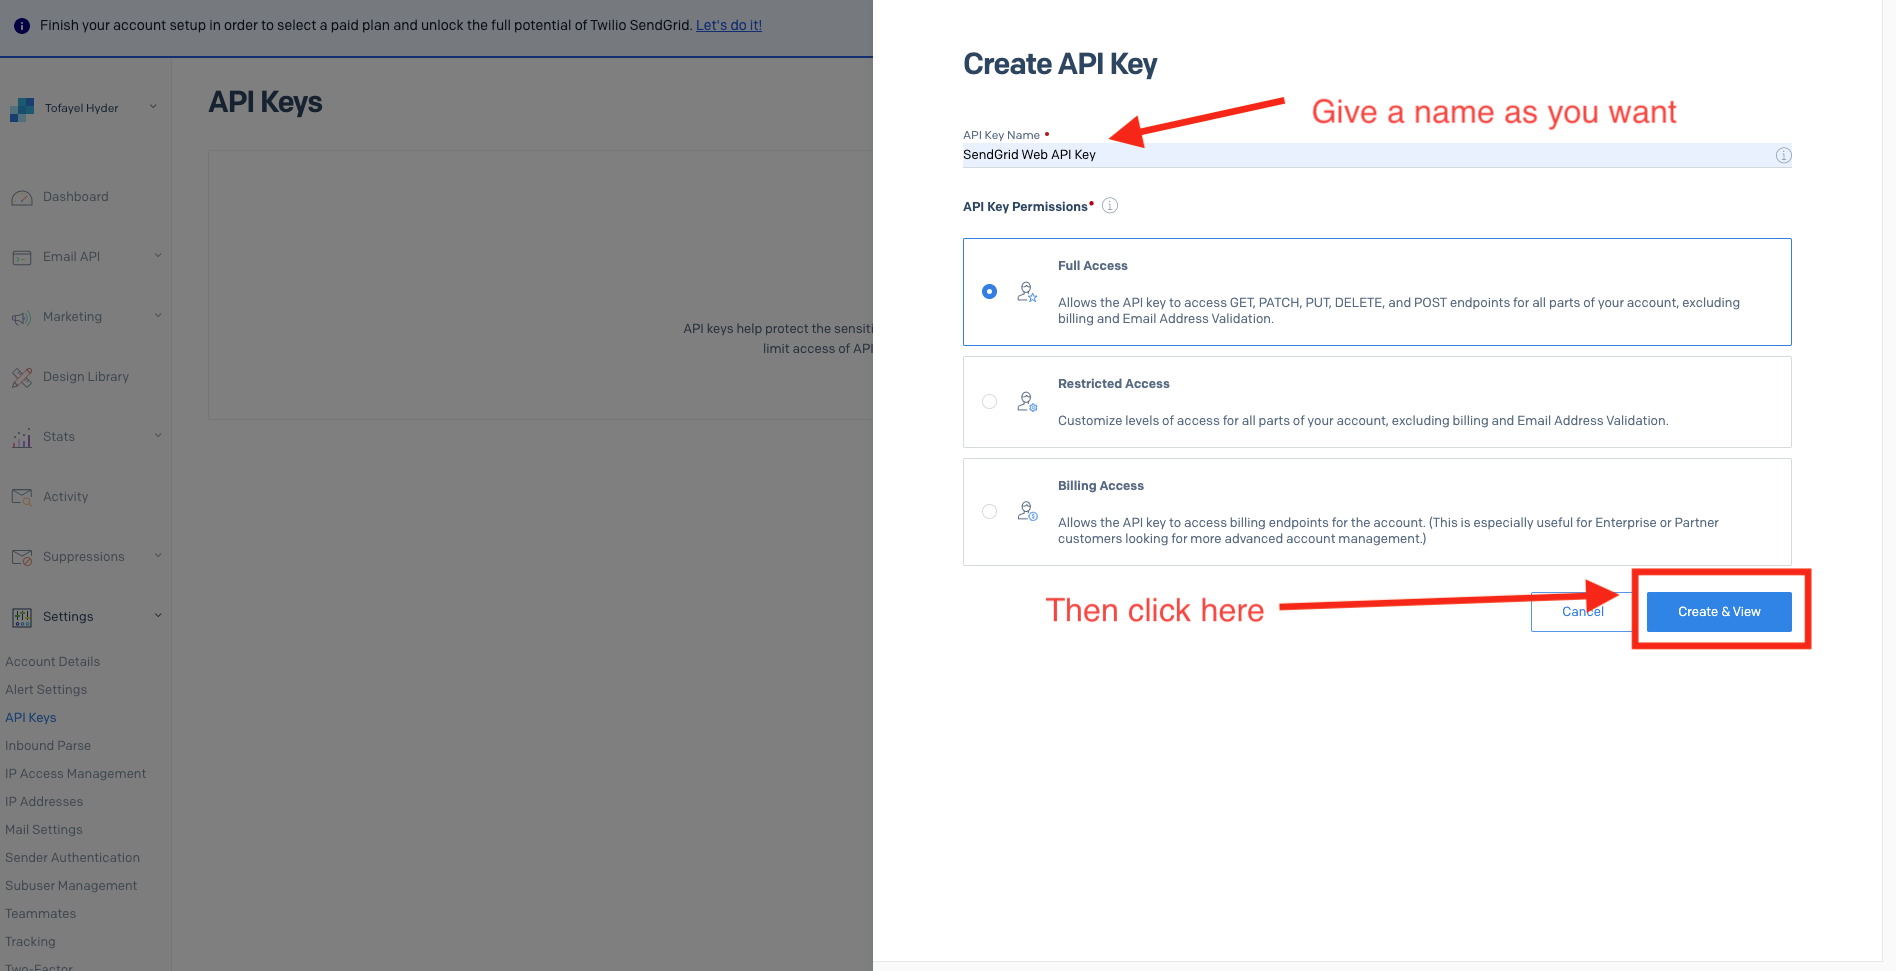 Finish your account setup in order to select a paid plan and unlock the full potential of Twilio SendGrid. Let's do it!
Tofayel Hyder
API Keys
Dashboard
Email API
Marketing
Design Library
Stats
Activity
Suppressions
Settings
Account Details
Alert Settings
API Keys
Inbound Parse
IP Access Management
IP Addresses
Mail Settings
Sender Authentication
Subuser Management
Teammates
Tracking
Two-Factor
API keys help protect the sensiti
limit access of API
Create API Key
Give a name as you want
API Key Name •
SendGrid Web API Key
API Key Permissions•
Full Access
Allows the API key to access GET, PATCH, PUT, DELETE, and POST endpoints for all parts of your account, excluding
billing and Email Address Validation.
Restricted Access
Customize levels of access for all parts of your account, excluding billing and Email Address Validation.
Billing Access
Allows the API key to access billing endpoints for the account. (This is especially useful for Enterprise or Partner
customers looking for more advanced account management.)
Then click here
Cancel
Create & View